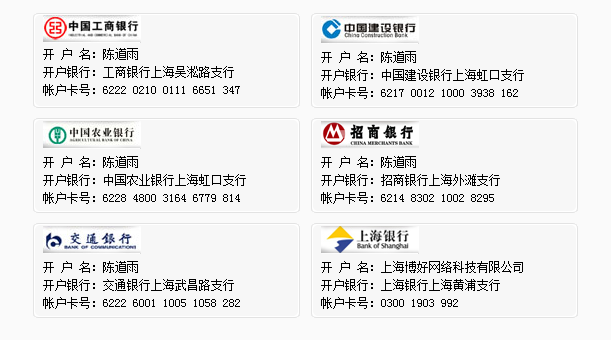 中国工商银行
INDUSTRIAL AND COMMERCIAL BANK OF CHINA
开 户 名：陈道雨
开户银行：工商银行上海吴淞路支行
帐户卡号：6222 0210 0111 6651 347
中国建设银行
China Construction Bank
开 户 名：陈道雨
开户银行：中国建设银行上海虹口支行
帐户卡号：6217 0012 1000 3938 162
中国农业银行
AGRICULTURAL BANK OF CHINA
开 户 名：陈道雨
开户银行：中国农业银行上海虹口支行
帐户卡号：6228 4800 3164 6779 814
招商银行
CHINA MERCHANTS BANK
开 户 名：陈道雨
开户银行：招商银行上海外滩支行
帐户卡号：6214 8302 1002 8295
交通银行
BANK OF COMMUNICATIONS
开 户 名：陈道雨
开户银行：交通银行上海武昌路支行
帐户卡号：6222 6001 1005 1058 282
上海银行
Bank of Shanghai
开 户 名：上海博好网络科技有限公司
开户银行：上海银行上海黄浦支行
帐户卡号：0300 1903 992